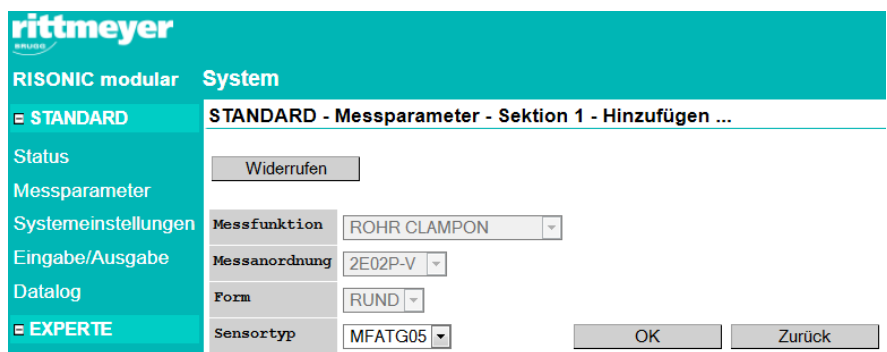 rittmeyer
BRUGG
RISONIC modular
System
STANDARD
STANDARD - Messparameter - Sektion 1 - Hinzufügen ...
Status
Messparameter
Systemeinstellungen
Eingabe/Ausgabe
Datalog
EXPERTE
Widerrufen
Messfunktion ROHR CLAMPON
Messanordnung 2E02P-V
Form RUND
Sensortyp MFATG05 OK Zurück